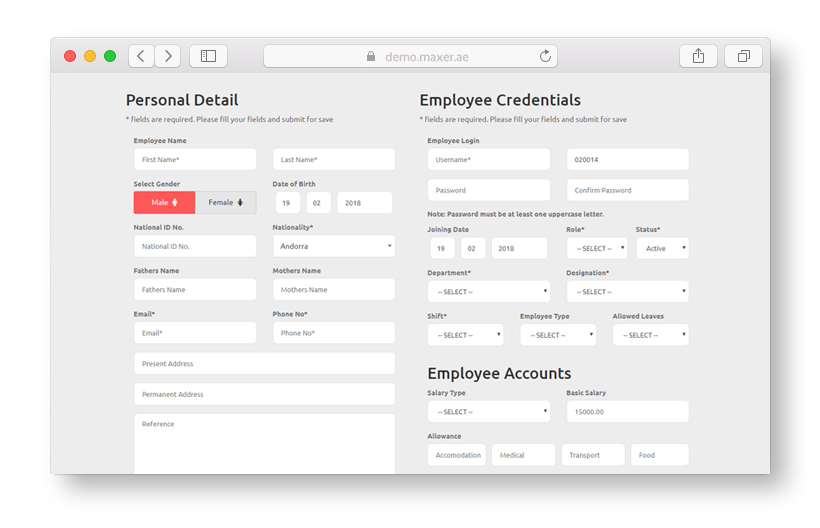 demo.maxer.ae
Personal Detail
* fields are required. Please fill your fields and submit for save
Employee Name
First Name* Last Name*
Select Gender Date of Birth
Male Female 19 02 2018
National ID No. Nationality*
National ID No. Andorra
Fathers Name Mothers Name
Fathers Name Mothers Name
Email* Phone No*
Email* Phone No*
Present Address
Permanent Address
Reference
Employee Credentials
* fields are required. Please fill your fields and submit for save
Employee Login
Username* 020014
Password Confirm Password
Note: Password must be at least one uppercase letter.
Joining Date Role* Status*
19 02 2018 -- SELECT -- Active
Department* Designation*
-- SELECT -- -- SELECT --
Shift* Employee Type Allowed Leaves
-- SELECT -- -- SELECT -- -- SELECT --
Employee Accounts
Salary Type Basic Salary
-- SELECT -- 15000.00
Allowance
Accomodation Medical Transport Food